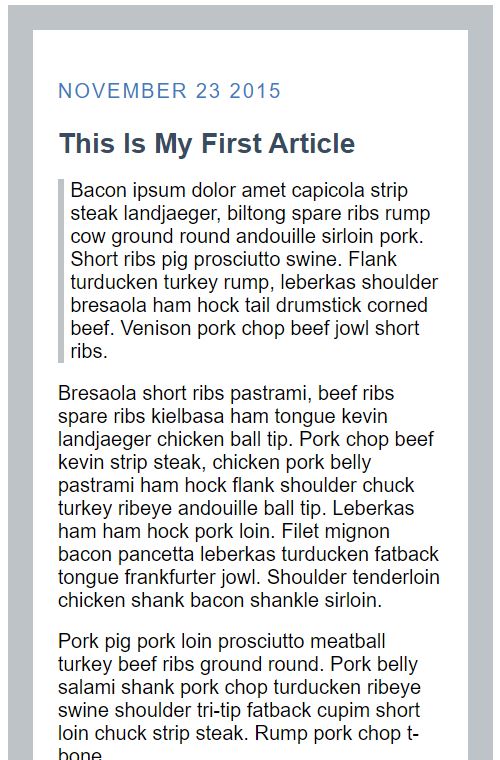 NOVEMBER 23 2015
This Is My First Article
Bacon ipsum dolor amet capicola strip
steak landjaeger, biltong spare ribs rump
cow ground round andouille sirloin pork.
Short ribs pig prosciutto swine. Flank
turducken turkey rump, leberkas shoulder
bresaola ham hock tail drumstick corned
beef. Venison pork chop beef jowl short
ribs.
Bresaola short ribs pastrami, beef ribs
spare ribs kielbasa ham tongue kevin
landjaeger chicken ball tip. Pork chop beef
kevin strip steak, chicken pork belly
pastrami ham hock flank shoulder chuck
turkey ribeye andouille ball tip. Leberkas
ham ham hock pork loin. Filet mignon
bacon pancetta leberkas turducken fatback
tongue frankfurter jowl. Shoulder tenderloin
chicken shank bacon shankle sirloin.
Pork pig pork loin prosciutto meatball
turkey beef ribs ground round. Pork belly
salami shank pork chop turducken ribeye
swine shoulder tri-tip fatback cupim short
loin chuck strip steak. Rump pork chop t-
bone